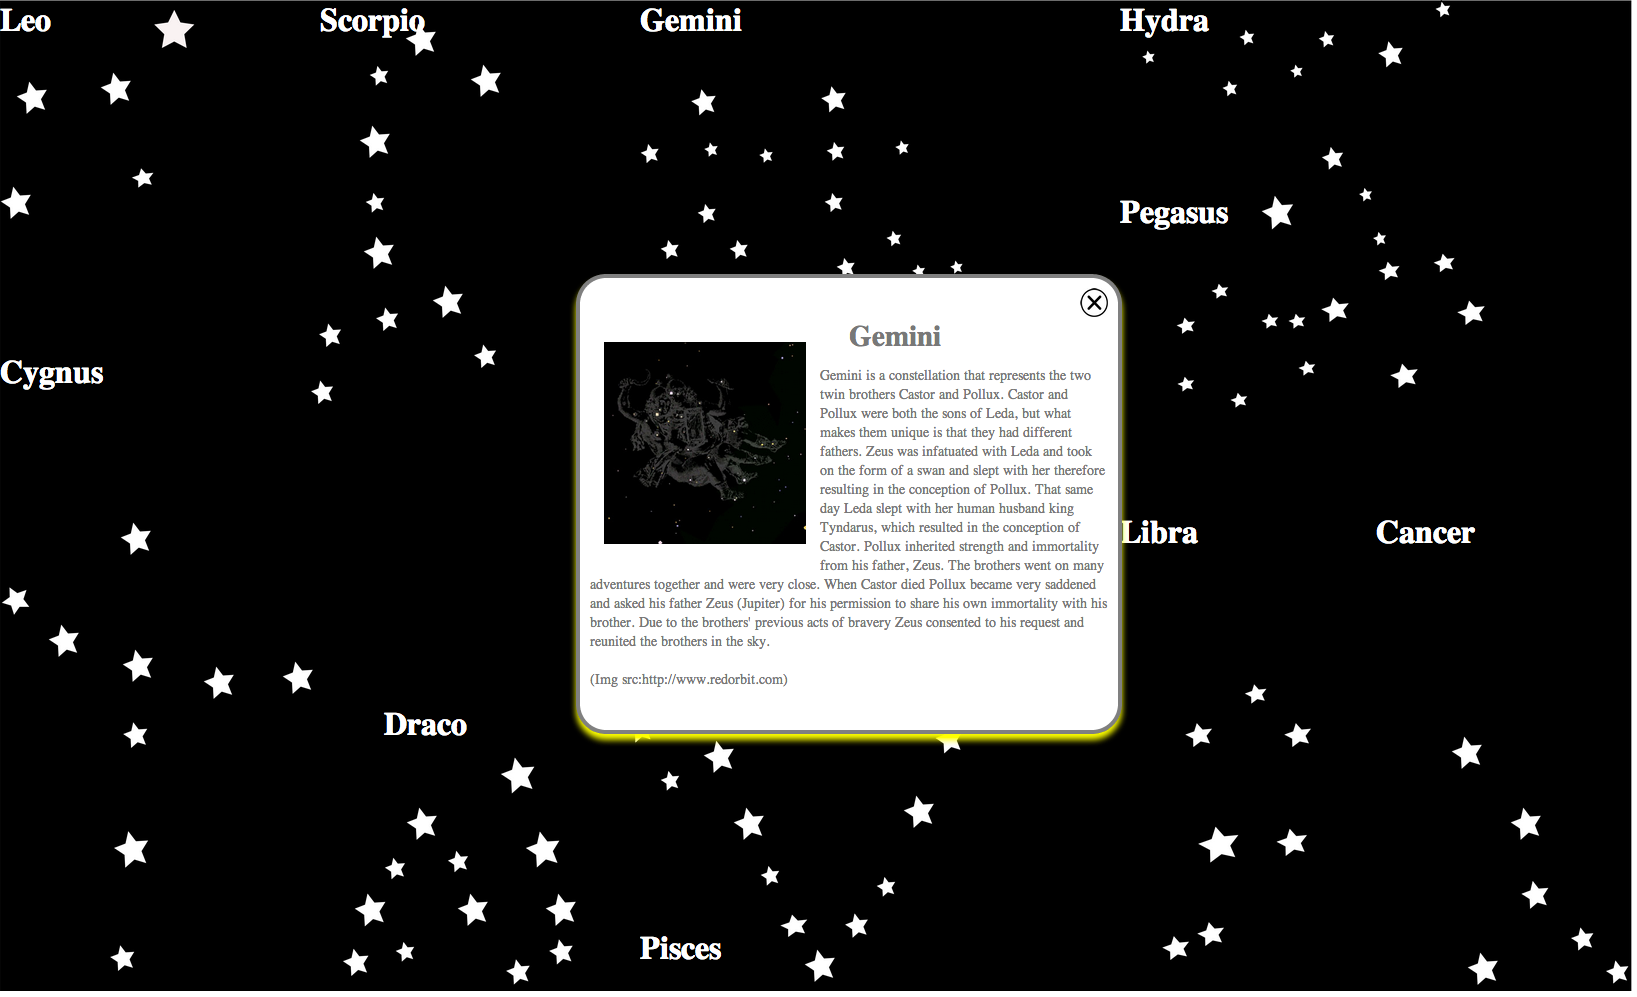 Leo
Scorpio
Gemini
Hydra
Pegasus
Cygnus
Gemini
Gemini is a constellation that represents the two
twin brothers Castor and Pollux. Castor and
Pollux were both the sons of Leda, but what
makes them unique is that they had different
fathers. Zeus was infatuated with Leda and took
on the form of a swan and slept with her therefore
resulting in the conception of Pollux. That same
day Leda slept with her human husband king
Tyndarus, which resulted in the conception of
Castor. Pollux inherited strength and immortality
from his father, Zeus. The brothers went on many
adventures together and were very close. When Castor died Pollux became very saddened
and asked his father Zeus (Jupiter) for his permission to share his own immortality with his
brother. Due to the brothers' previous acts of bravery Zeus consented to his request and
reunited the brothers in the sky.
(Img src:http://www.redorbit.com)
Libra
Cancer
Draco
Pisces